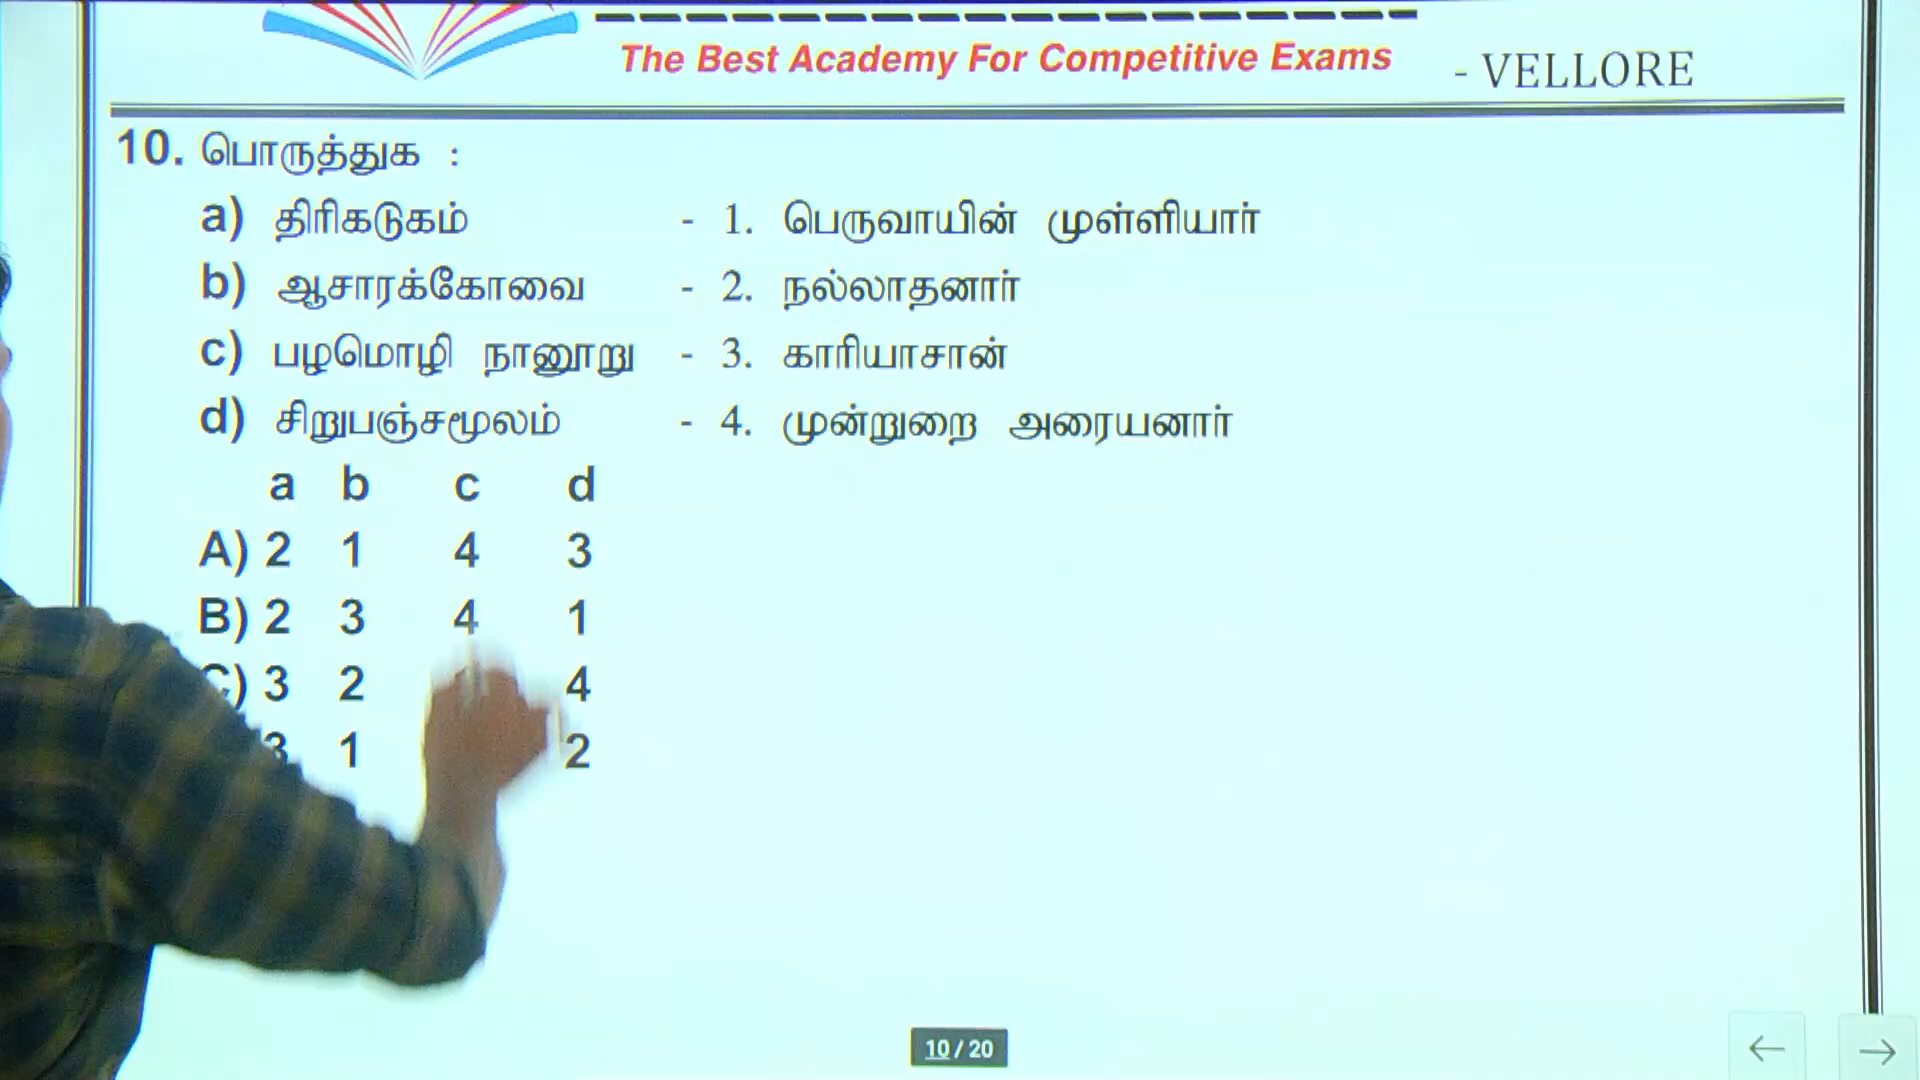 The Best Academy For Competitive Exams
- VELLORE
10. பொருத்துக :
a) திரிகடுகம் - 1. பெருவாயின் முள்ளியார்
b) ஆசாரக்கோவை - 2. நல்லாதனார்
c) பழமொழி நானூறு - 3. காரியாசான்
d) சிறுபஞ்சமூலம் - 4. முன்றுறை அரையனார்
a b c d
A) 2 1 4 3
B) 2 3 4 1
C) 3 2 4
3 1 2
10 / 20